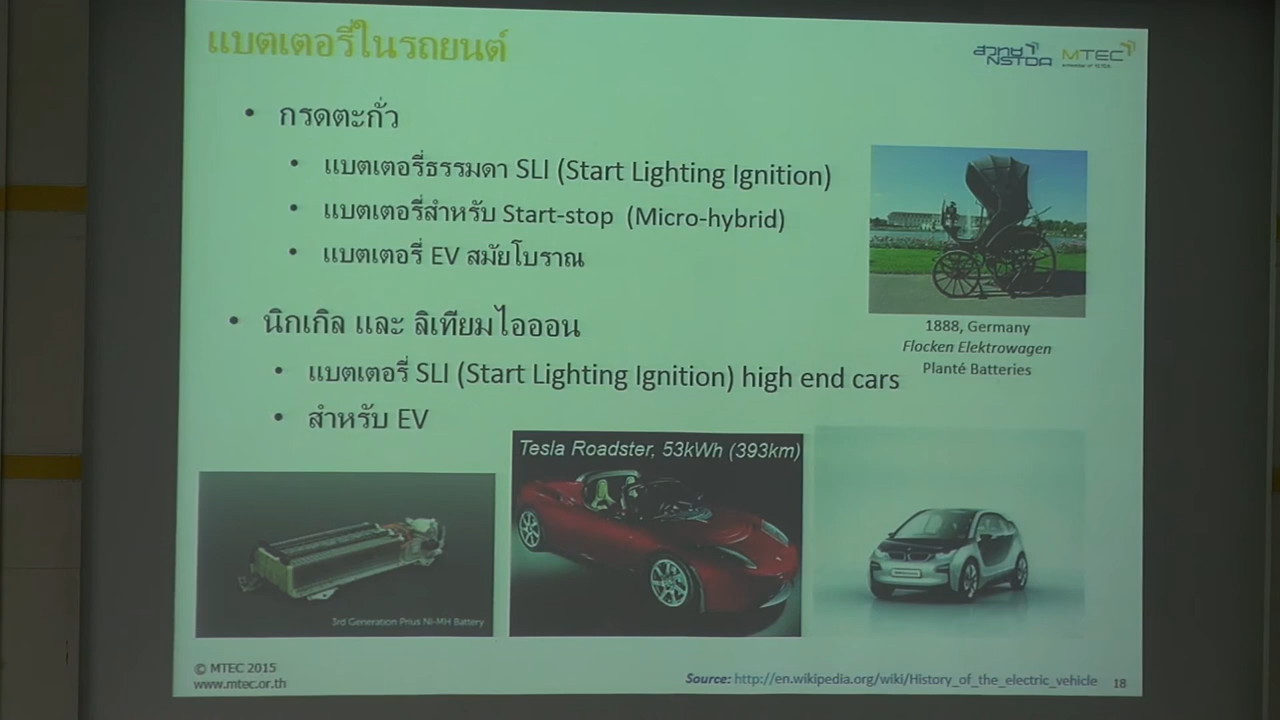 แบตเตอรี่ในรถยนต์
สวทช NSTDA
MTEC
• กรดตะกั่ว
• แบตเตอรี่ธรรมดา SLI (Start Lighting Ignition)
• แบตเตอรี่สำหรับ Start-stop (Micro-hybrid)
• แบตเตอรี่ EV สมัยโบราณ
1888, Germany
Flocken Elektrowagen
Planté Batteries
• นิกเกิล และ ลิเทียมไอออน
• แบตเตอรี่ SLI (Start Lighting Ignition) high end cars
• สำหรับ EV
3rd Generation Prius Ni-MH Battery
Tesla Roadster, 53kWh (393km)
© MTEC 2015
www.mtec.or.th
Source: http://en.wikipedia.org/wiki/History_of_the_electric_vehicle
18